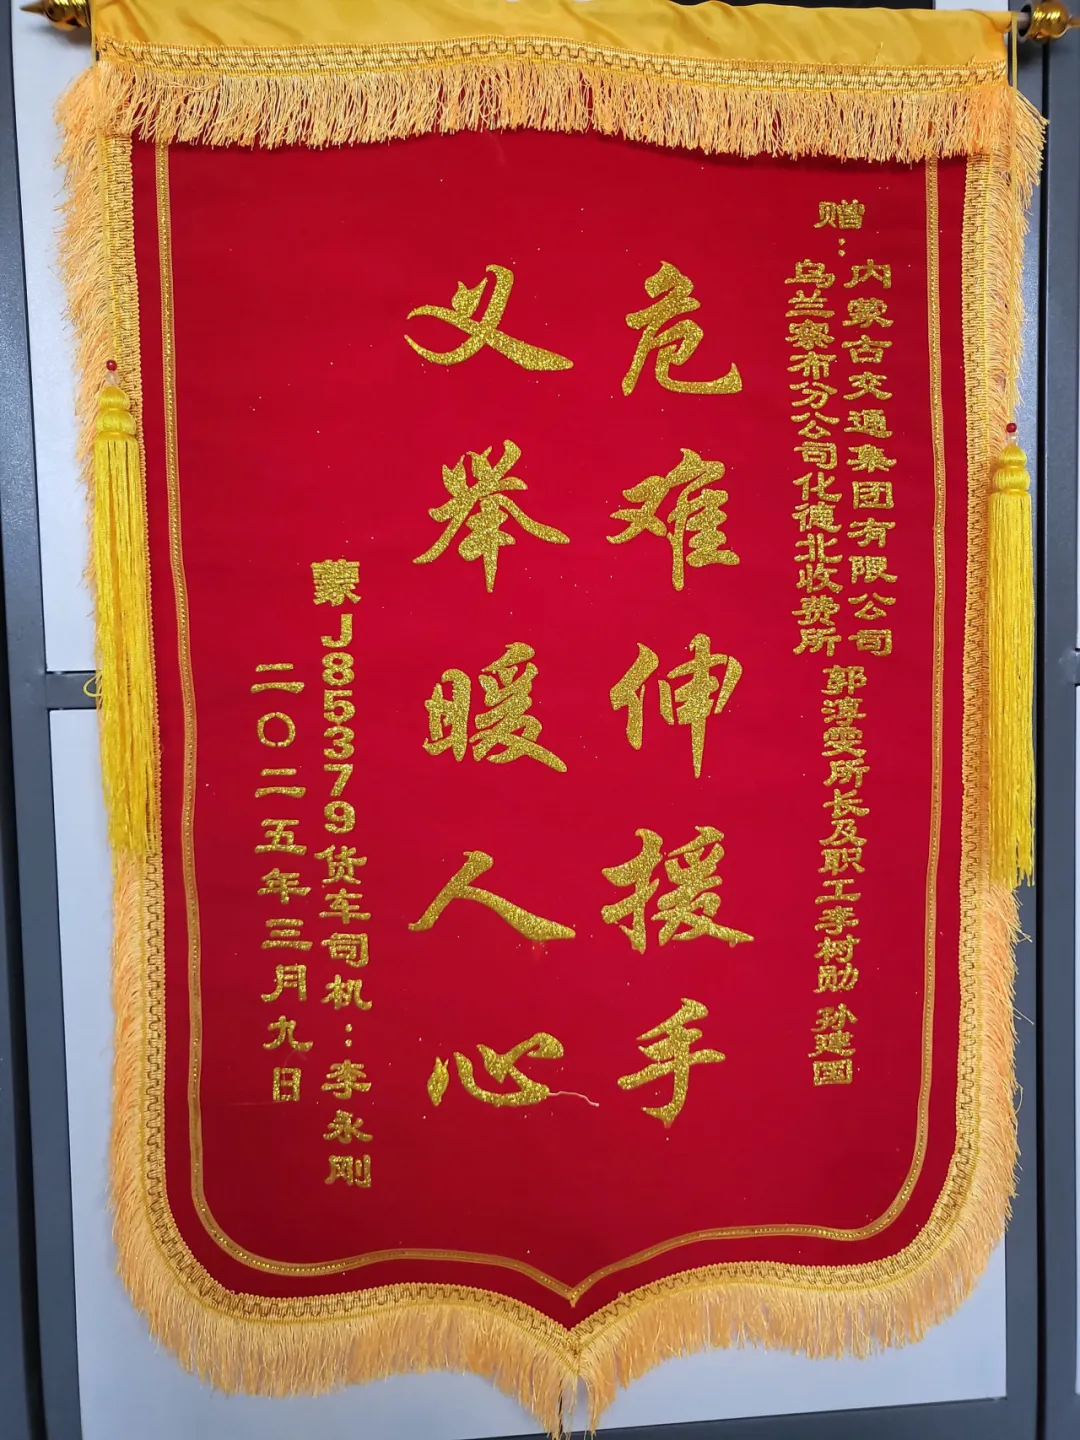 赠：
内蒙古交通集团有限公司
乌兰察布分公司化德北收费所
郭淳雯所长及职工李树勋 孙建国
危难伸援手
义举暖人心
蒙J85379货车司机：李永刚
二〇二五年三月九日